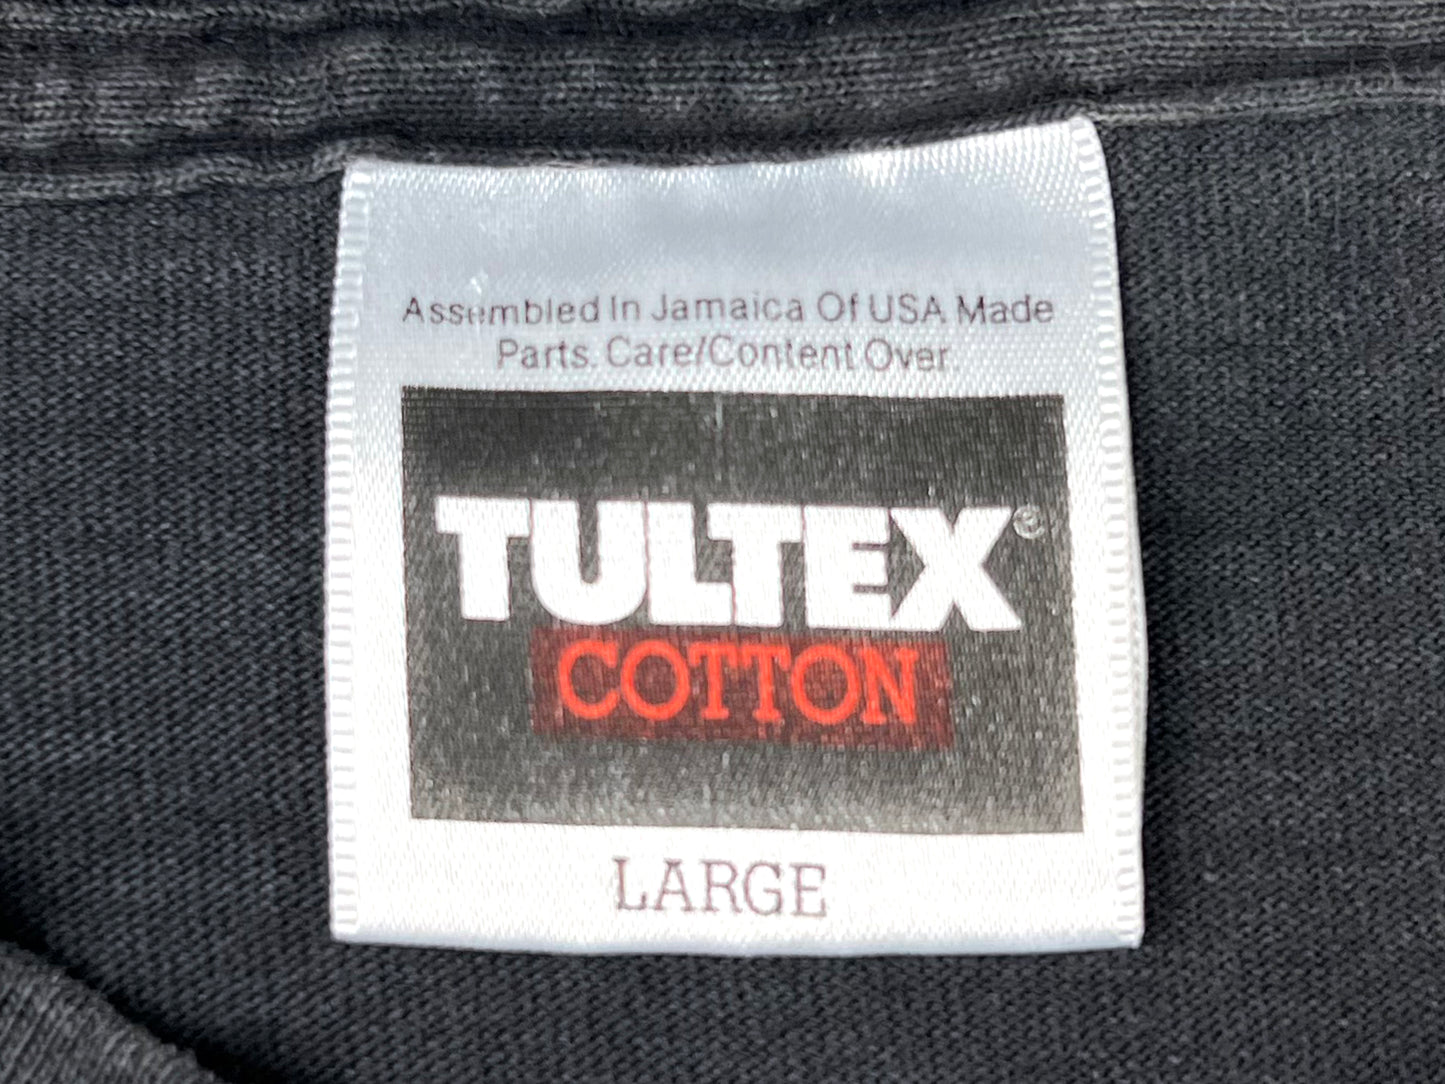 Assembled In Jamaica Of USA Made
Parts. Care/Content Over.
TULTEX®
COTTON
LARGE